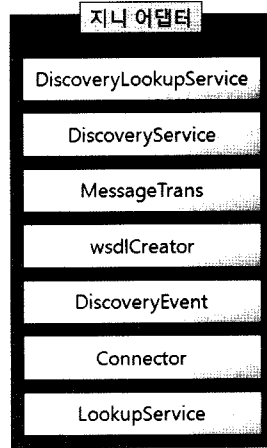 지니 어댑터
DiscoveryLookupService
DiscoveryService
MessageTrans
wsdlCreator
DiscoveryEvent
Connector
LookupService